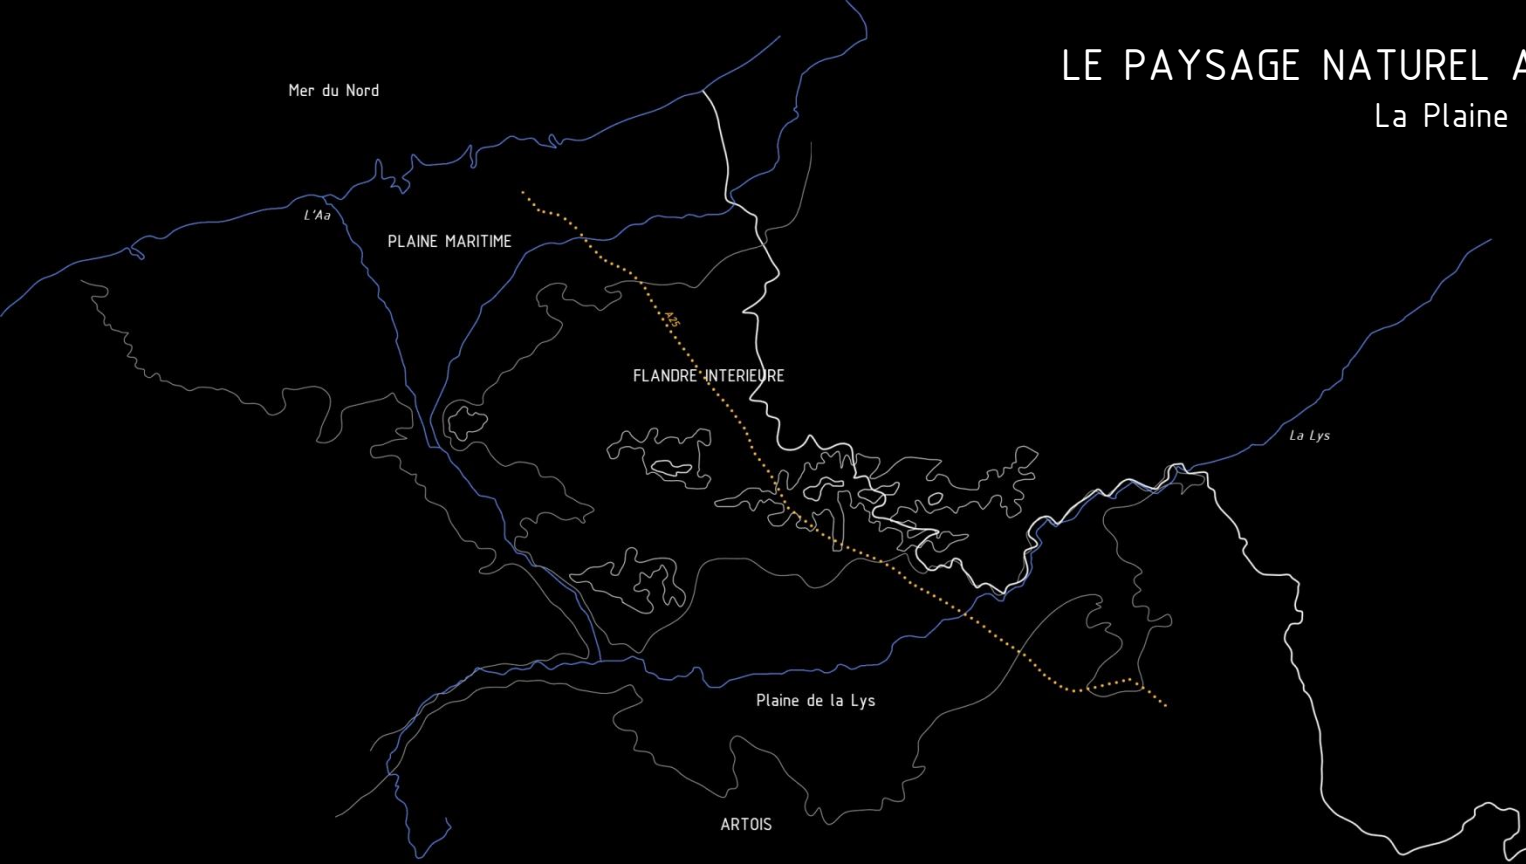 LE PAYSAGE NATUREL A
La Plaine
Mer du Nord
L'Aa
PLAINE MARITIME
A25
FLANDRE INTERIEURE
La Lys
Plaine de la Lys
ARTOIS